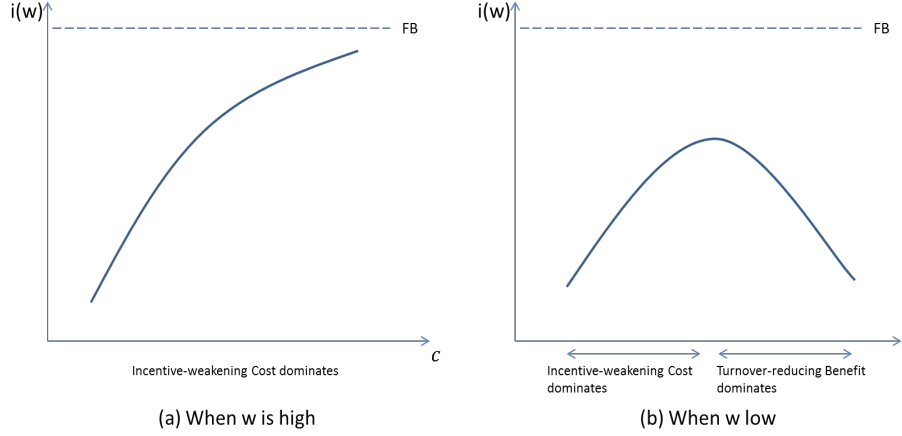 i(w)
FB
C
Incentive-weakening Cost dominates
(a) When w is high
i(w)
FB
Incentive-weakening Cost
dominates
Turnover-reducing Benefit
dominates
(b) When w low